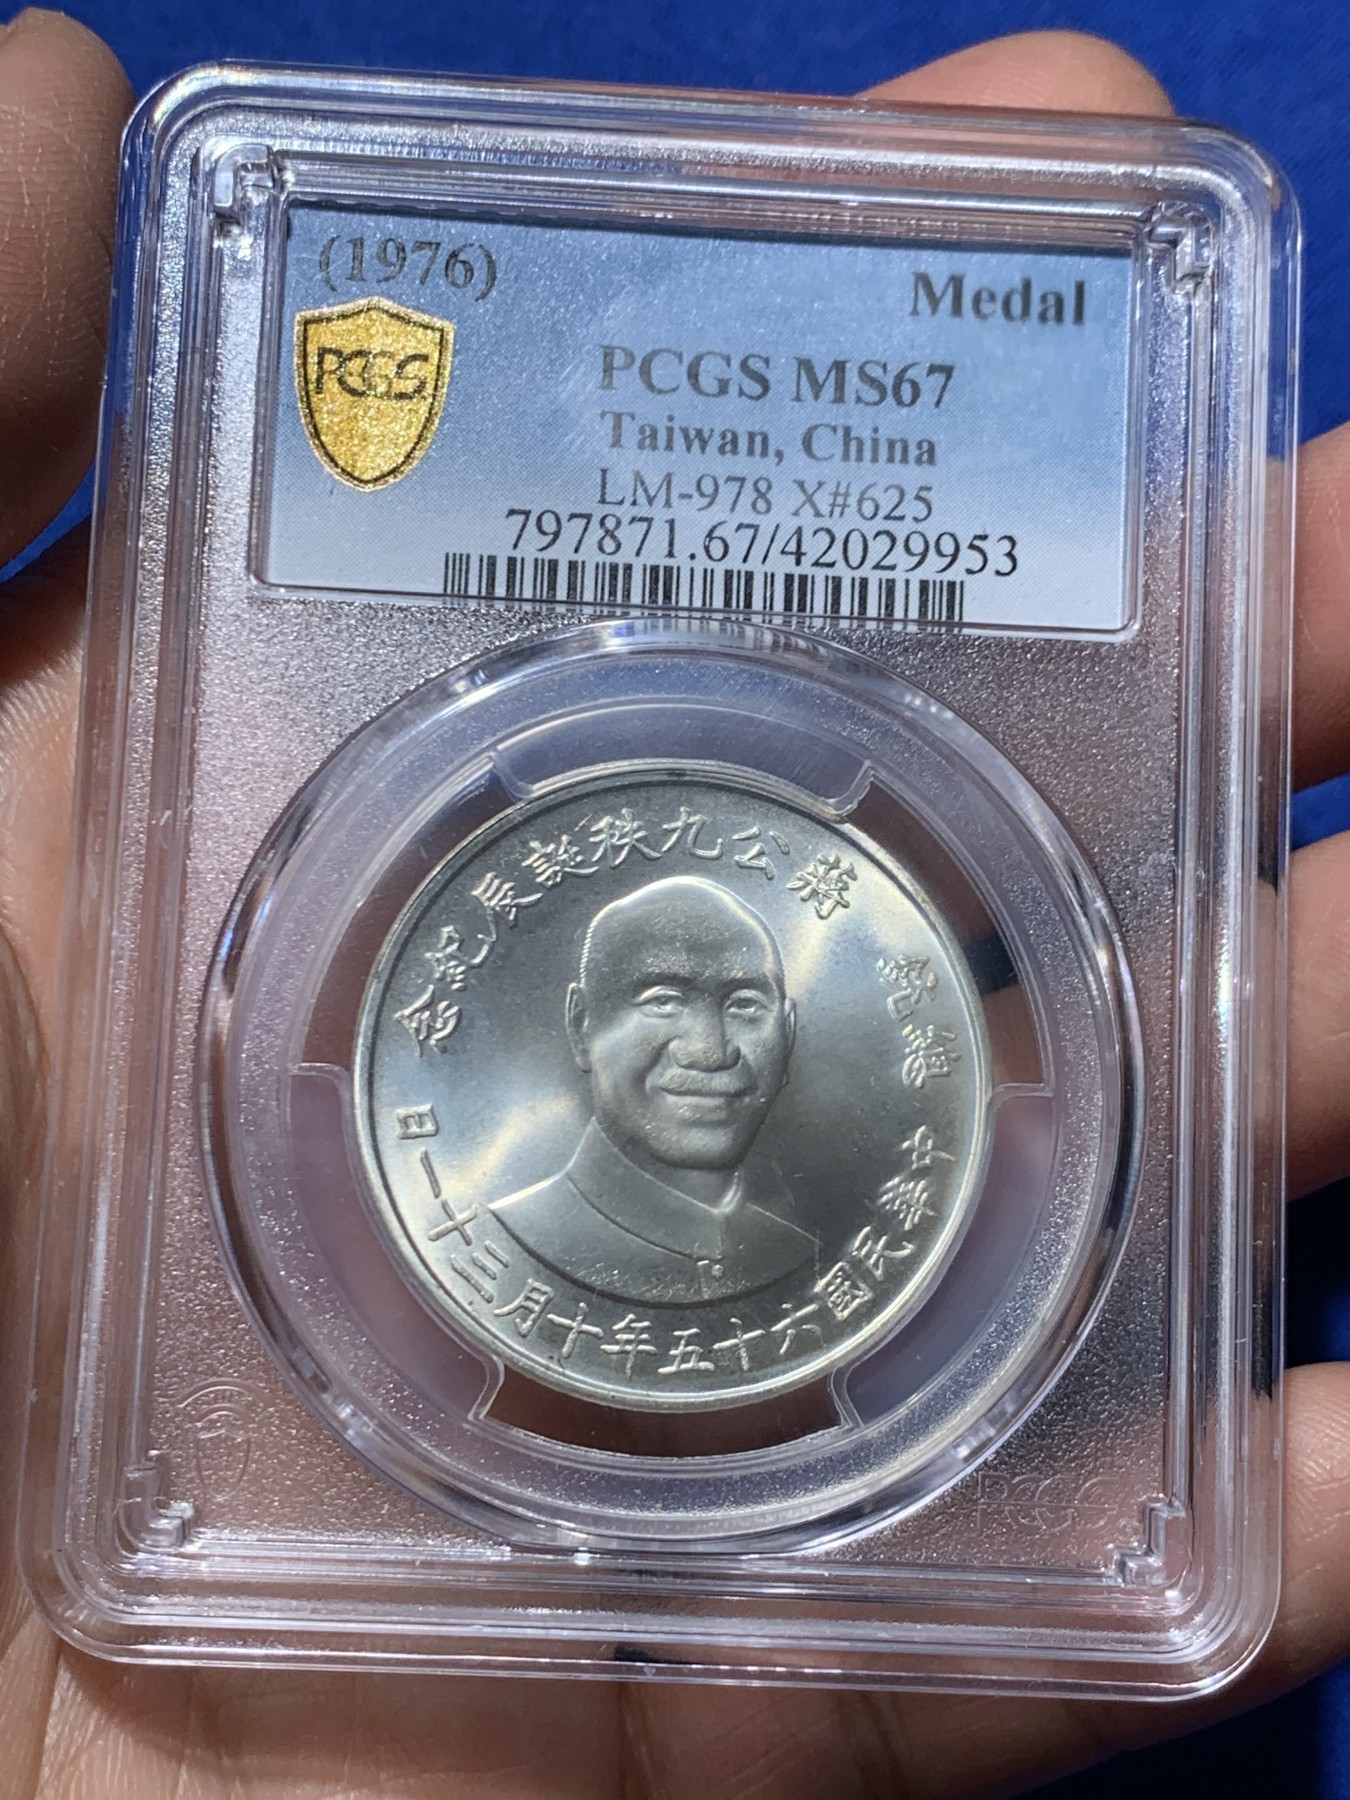 (1976)
Medal
PCGS
PCGS MS67
Taiwan, China
LM-978 X#625
797871.67/42029953
總統
蔣公九秩誕辰紀念
中華民國六十五年十月三十一日
PCGS